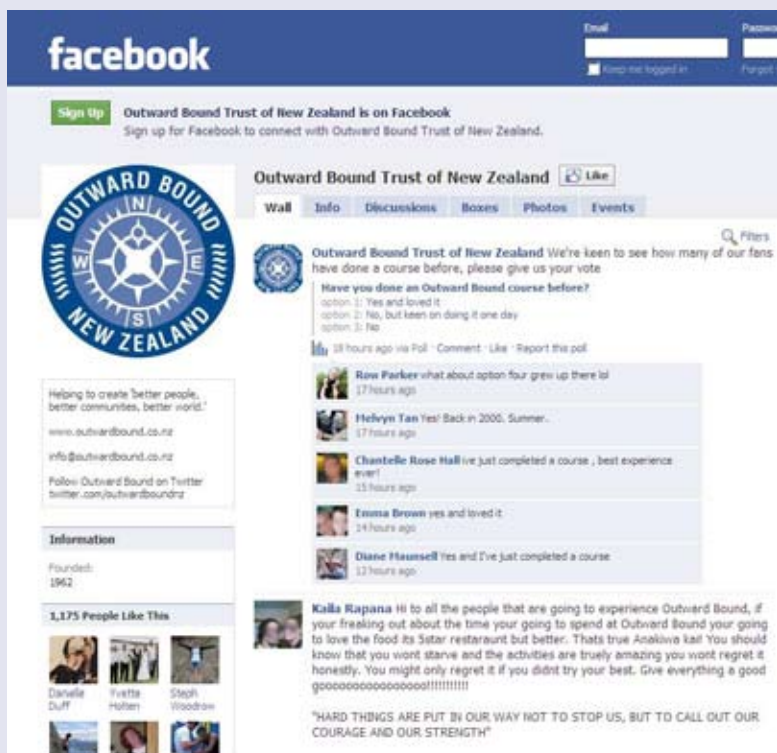 facebook
Email
Keep me logged in
Sign Up
Outward Bound Trust of New Zealand is on Facebook
Sign up for Facebook to connect with Outward Bound Trust of New Zealand.
OUTWARD BOUND
N
W
E
S
NEW ZEALAND
Outward Bound Trust of New Zealand
Like
Wall Info Discussions Boxes Photos Events
Filters
Outward Bound Trust of New Zealand We're keen to see how many of our fans
have done a course before, please give us your vote
Have you done an Outward Bound course before?
option 1: Yes and loved it
option 2: No, but keen on doing it one day
option 3: No
18 hours ago via Poll · Comment · Like · Report this poll
Row Parker what about option four grew up there lol
17 hours ago
Melvyn Tan Yes! Back in 2000. Summer.
17 hours ago
Chantelle Rose Hall ive just completed a course , best experience
ever!
15 hours ago
Emma Brown yes and loved it
14 hours ago
Diane Maunsell Yes and I've just completed a course
12 hours ago
Helping to create 'better people,
better communities, better world.'
www.outwardbound.co.nz
info@outwardbound.co.nz
Follow Outward Bound on Twitter
twitter.com/outwardboundnz
Information
Founded:
1962
1,175 People Like This
Danielle
Duff
Yvette
Holten
Steph
Woodrow
Kaila Rapana Hi to all the people that are going to experience Outward Bound, if
your freaking out about the time your going to spend at Outward Bound your going
to love the food its 5star restaraunt but better. Thats true Anakiwa kai! You should
know that you wont starve and the activities are truely amazing you wont regret it
honestly. You might only regret it if you didnt try your best. Give everything a good
goooooooooooooooo!!!!!!!!!!!
"HARD THINGS ARE PUT IN OUR WAY NOT TO STOP US, BUT TO CALL OUT OUR
COURAGE AND OUR STRENGTH"